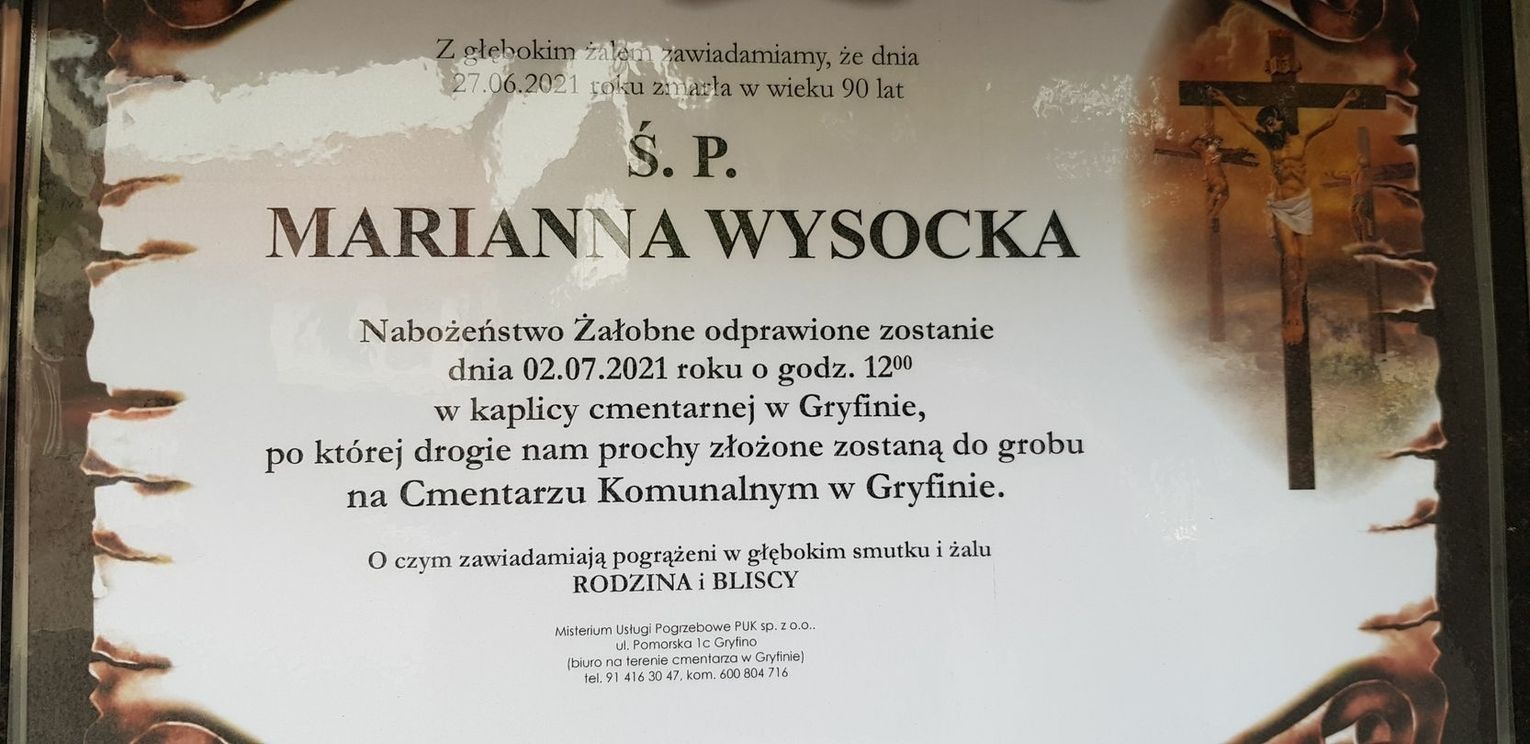 Z głębokim żalem zawiadamiamy, że dnia
27.06.2021 roku zmarła w wieku 90 lat
Ś. P.
MARIANNA WYSOCKA
Nabożeństwo Żałobne odprawione zostanie
dnia 02.07.2021 roku o godz. 12⁰⁰
w kaplicy cmentarnej w Gryfinie,
po której drogie nam prochy złożone zostaną do grobu
na Cmentarzu Komunalnym w Gryfinie.
O czym zawiadamiają pogrążeni w głębokim smutku i żalu
RODZINA i BLISCY
Misterium Usługi Pogrzebowe PUK sp. z o.o..
ul. Pomorska 1c Gryfino
(biuro na terenie cmentarza w Gryfinie)
tel. 91 416 30 47, kom. 600 804 716